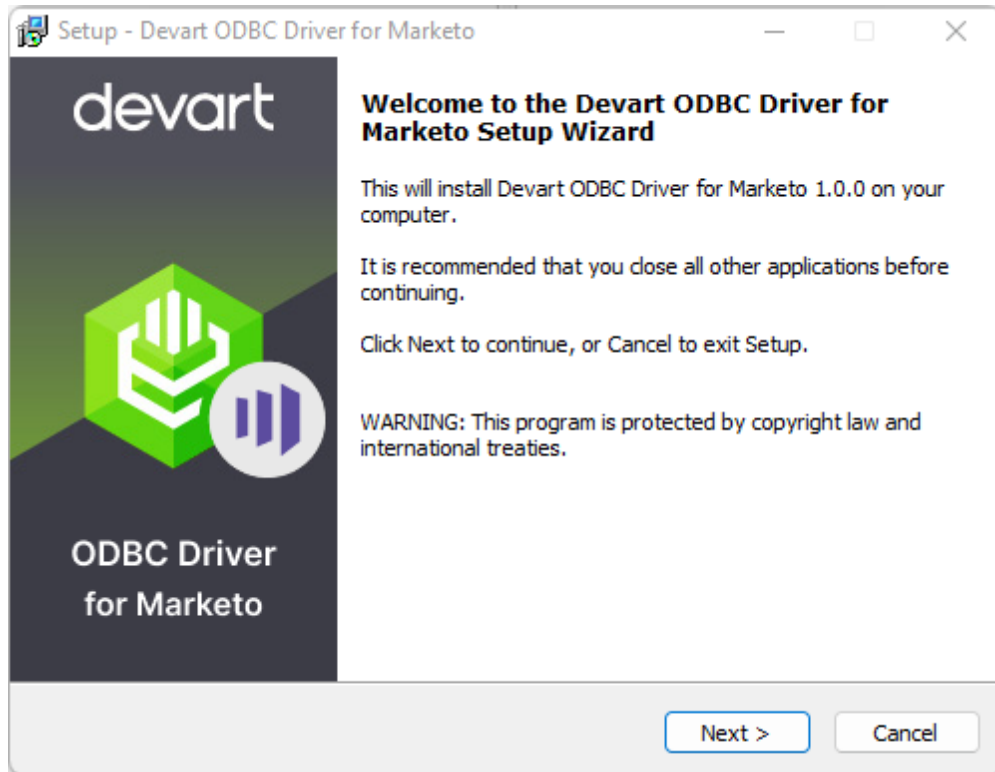 Setup - Devart ODBC Driver for Marketo
devart
Welcome to the Devart ODBC Driver for
Marketo Setup Wizard
This will install Devart ODBC Driver for Marketo 1.0.0 on your
computer.
It is recommended that you close all other applications before
continuing.
Click Next to continue, or Cancel to exit Setup.
WARNING: This program is protected by copyright law and
international treaties.
ODBC Driver
for Marketo
Next >
Cancel